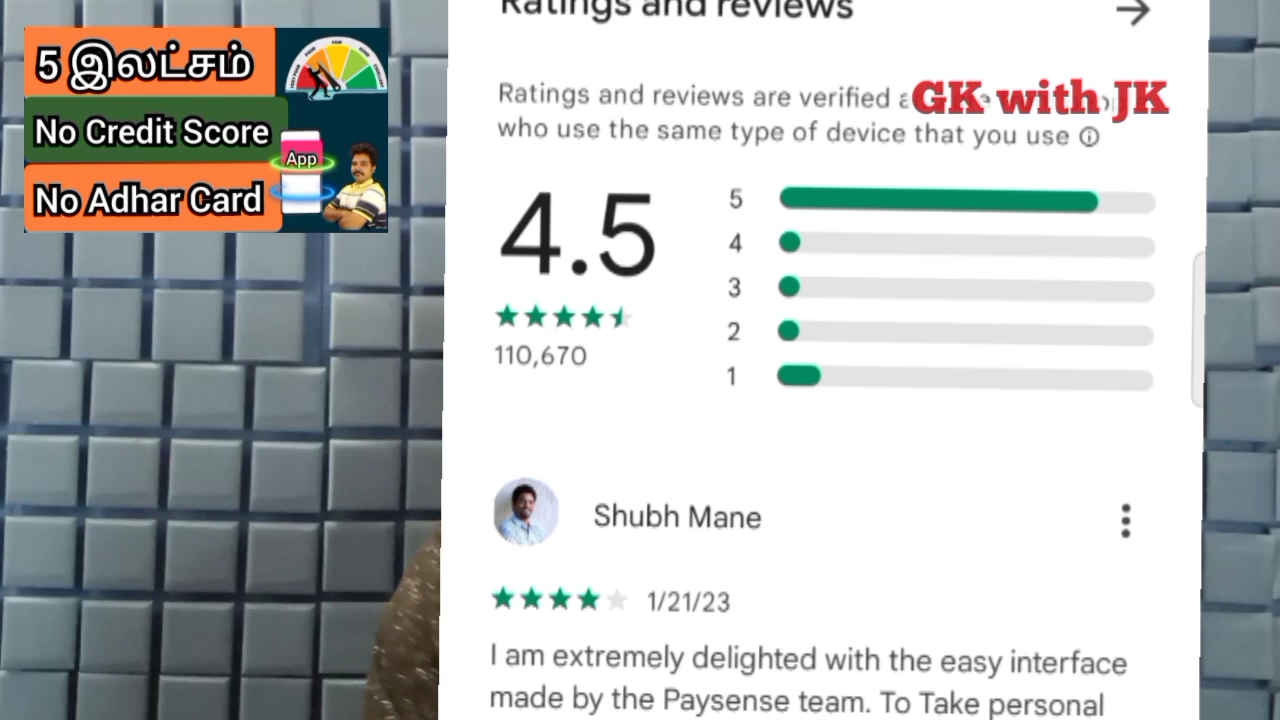 5 இலட்சம்
No Credit Score
App
No Adhar Card
Ratings and reviews
GK with JK
Ratings and reviews are verified
who use the same type of device that you use
4.5
110,670
5
4
3
2
1
Shubh Mane
1/21/23
I am extremely delighted with the easy interface
made by the Paysense team. To Take personal